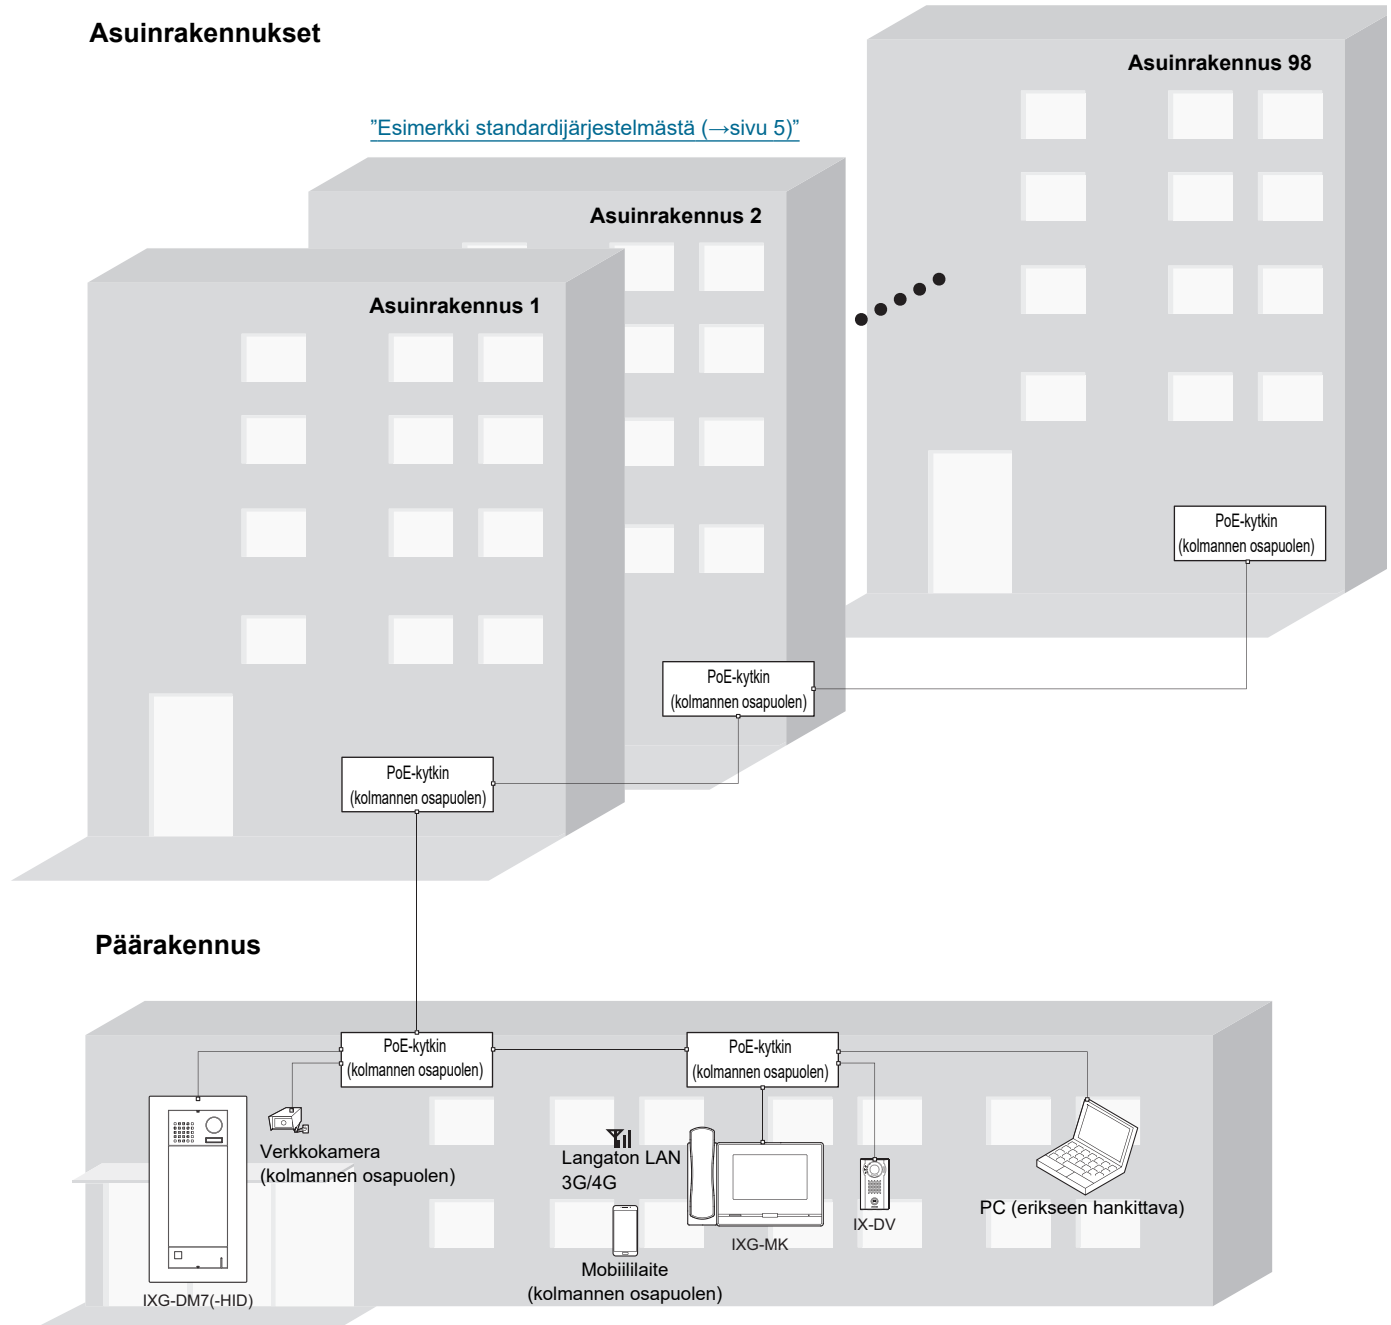 Asuinrakennukset
Asuinrakennus 98
"Esimerkki standardijärjestelmästä (→sivu 5)"
Asuinrakennus 2
Asuinrakennus 1
PoE-kytkin
(kolmannen osapuolen)
PoE-kytkin
(kolmannen osapuolen)
PoE-kytkin
(kolmannen osapuolen)
Päärakennus
PoE-kytkin
(kolmannen osapuolen)
PoE-kytkin
(kolmannen osapuolen)
Verkkokamera
(kolmannen osapuolen)
Langaton LAN
3G/4G
IXG-MK
IX-DV
PC (erikseen hankittava)
Mobiililaite
(kolmannen osapuolen)
IXG-DM7(-HID)